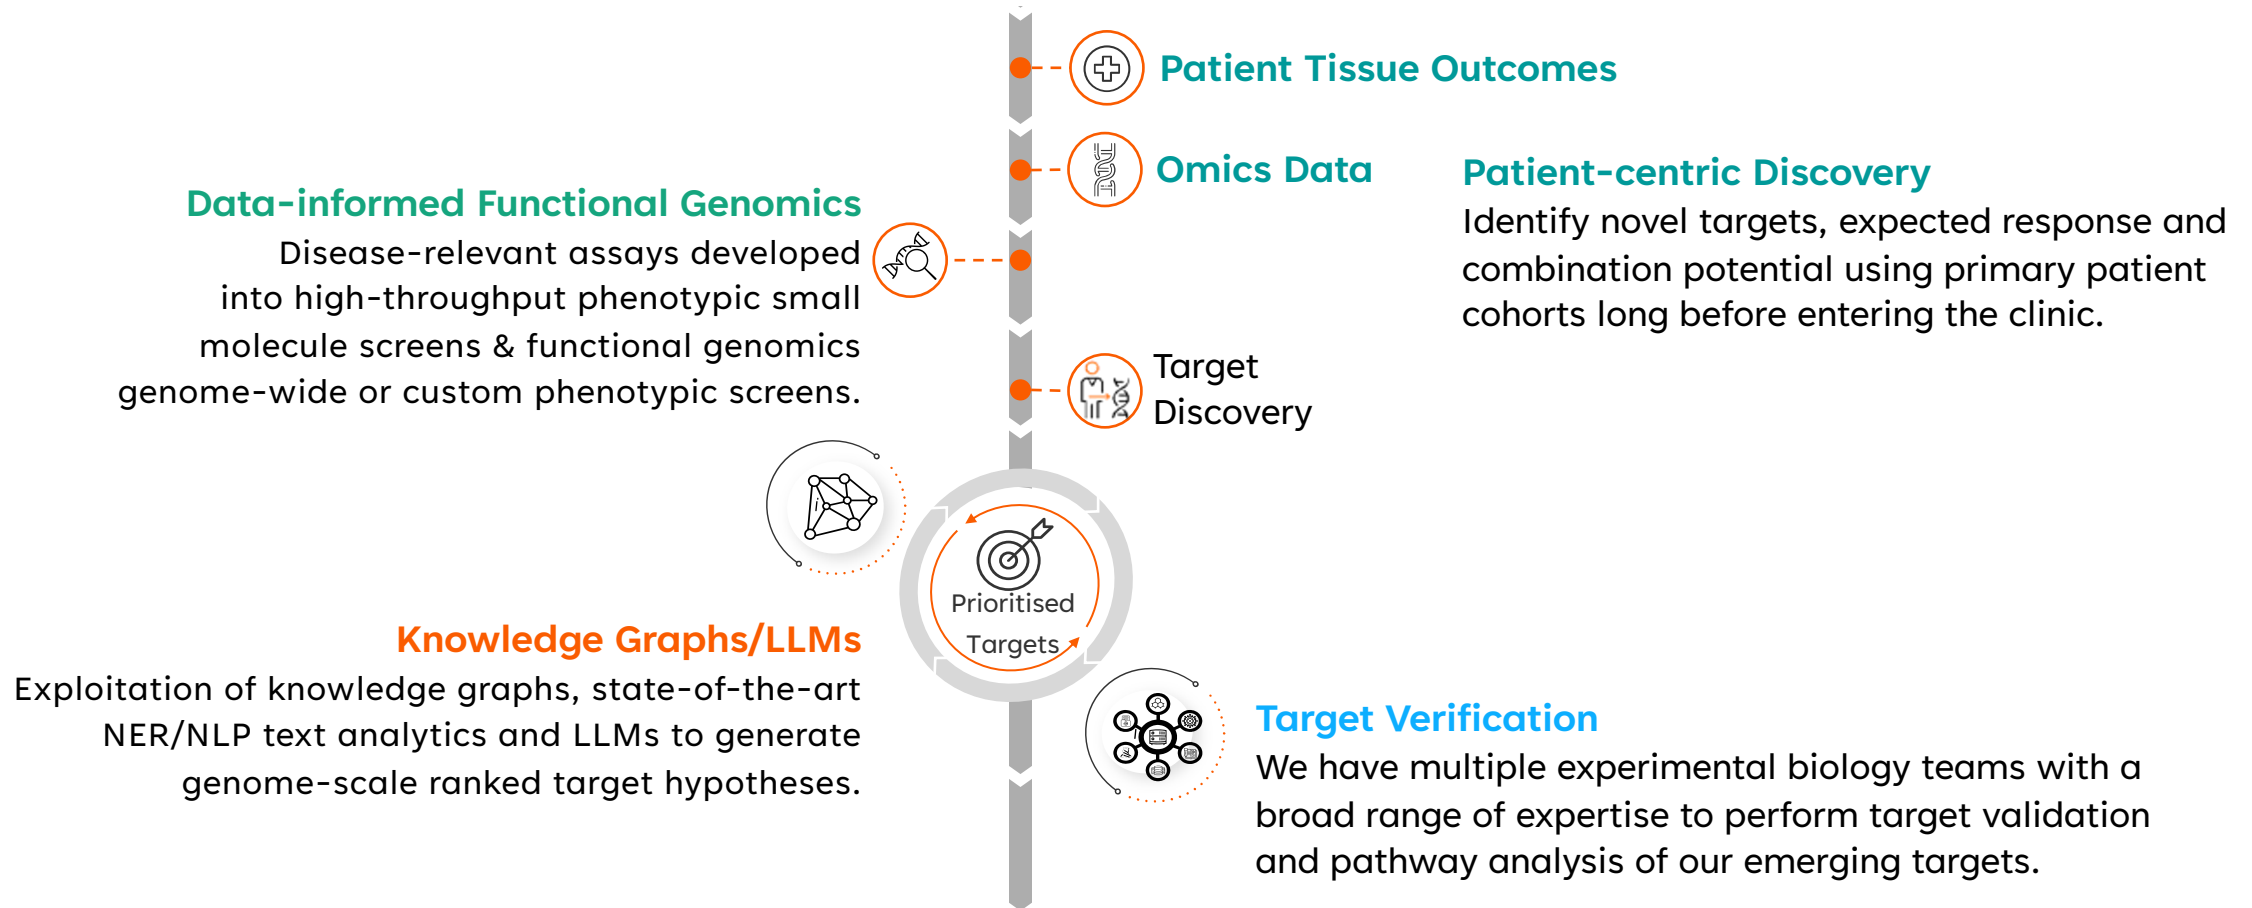 Patient Tissue Outcomes
Omics Data
Patient-centric Discovery
Identify novel targets, expected response and
combination potential using primary patient
cohorts long before entering the clinic.
Data-informed Functional Genomics
Disease-relevant assays developed
into high-throughput phenotypic small
molecule screens & functional genomics
genome-wide or custom phenotypic screens.
Target
Discovery
Prioritised
Targets
Knowledge Graphs/LLMs
Exploitation of knowledge graphs, state-of-the-art
NER/NLP text analytics and LLMs to generate
genome-scale ranked target hypotheses.
Target Verification
We have multiple experimental biology teams with a
broad range of expertise to perform target validation
and pathway analysis of our emerging targets.